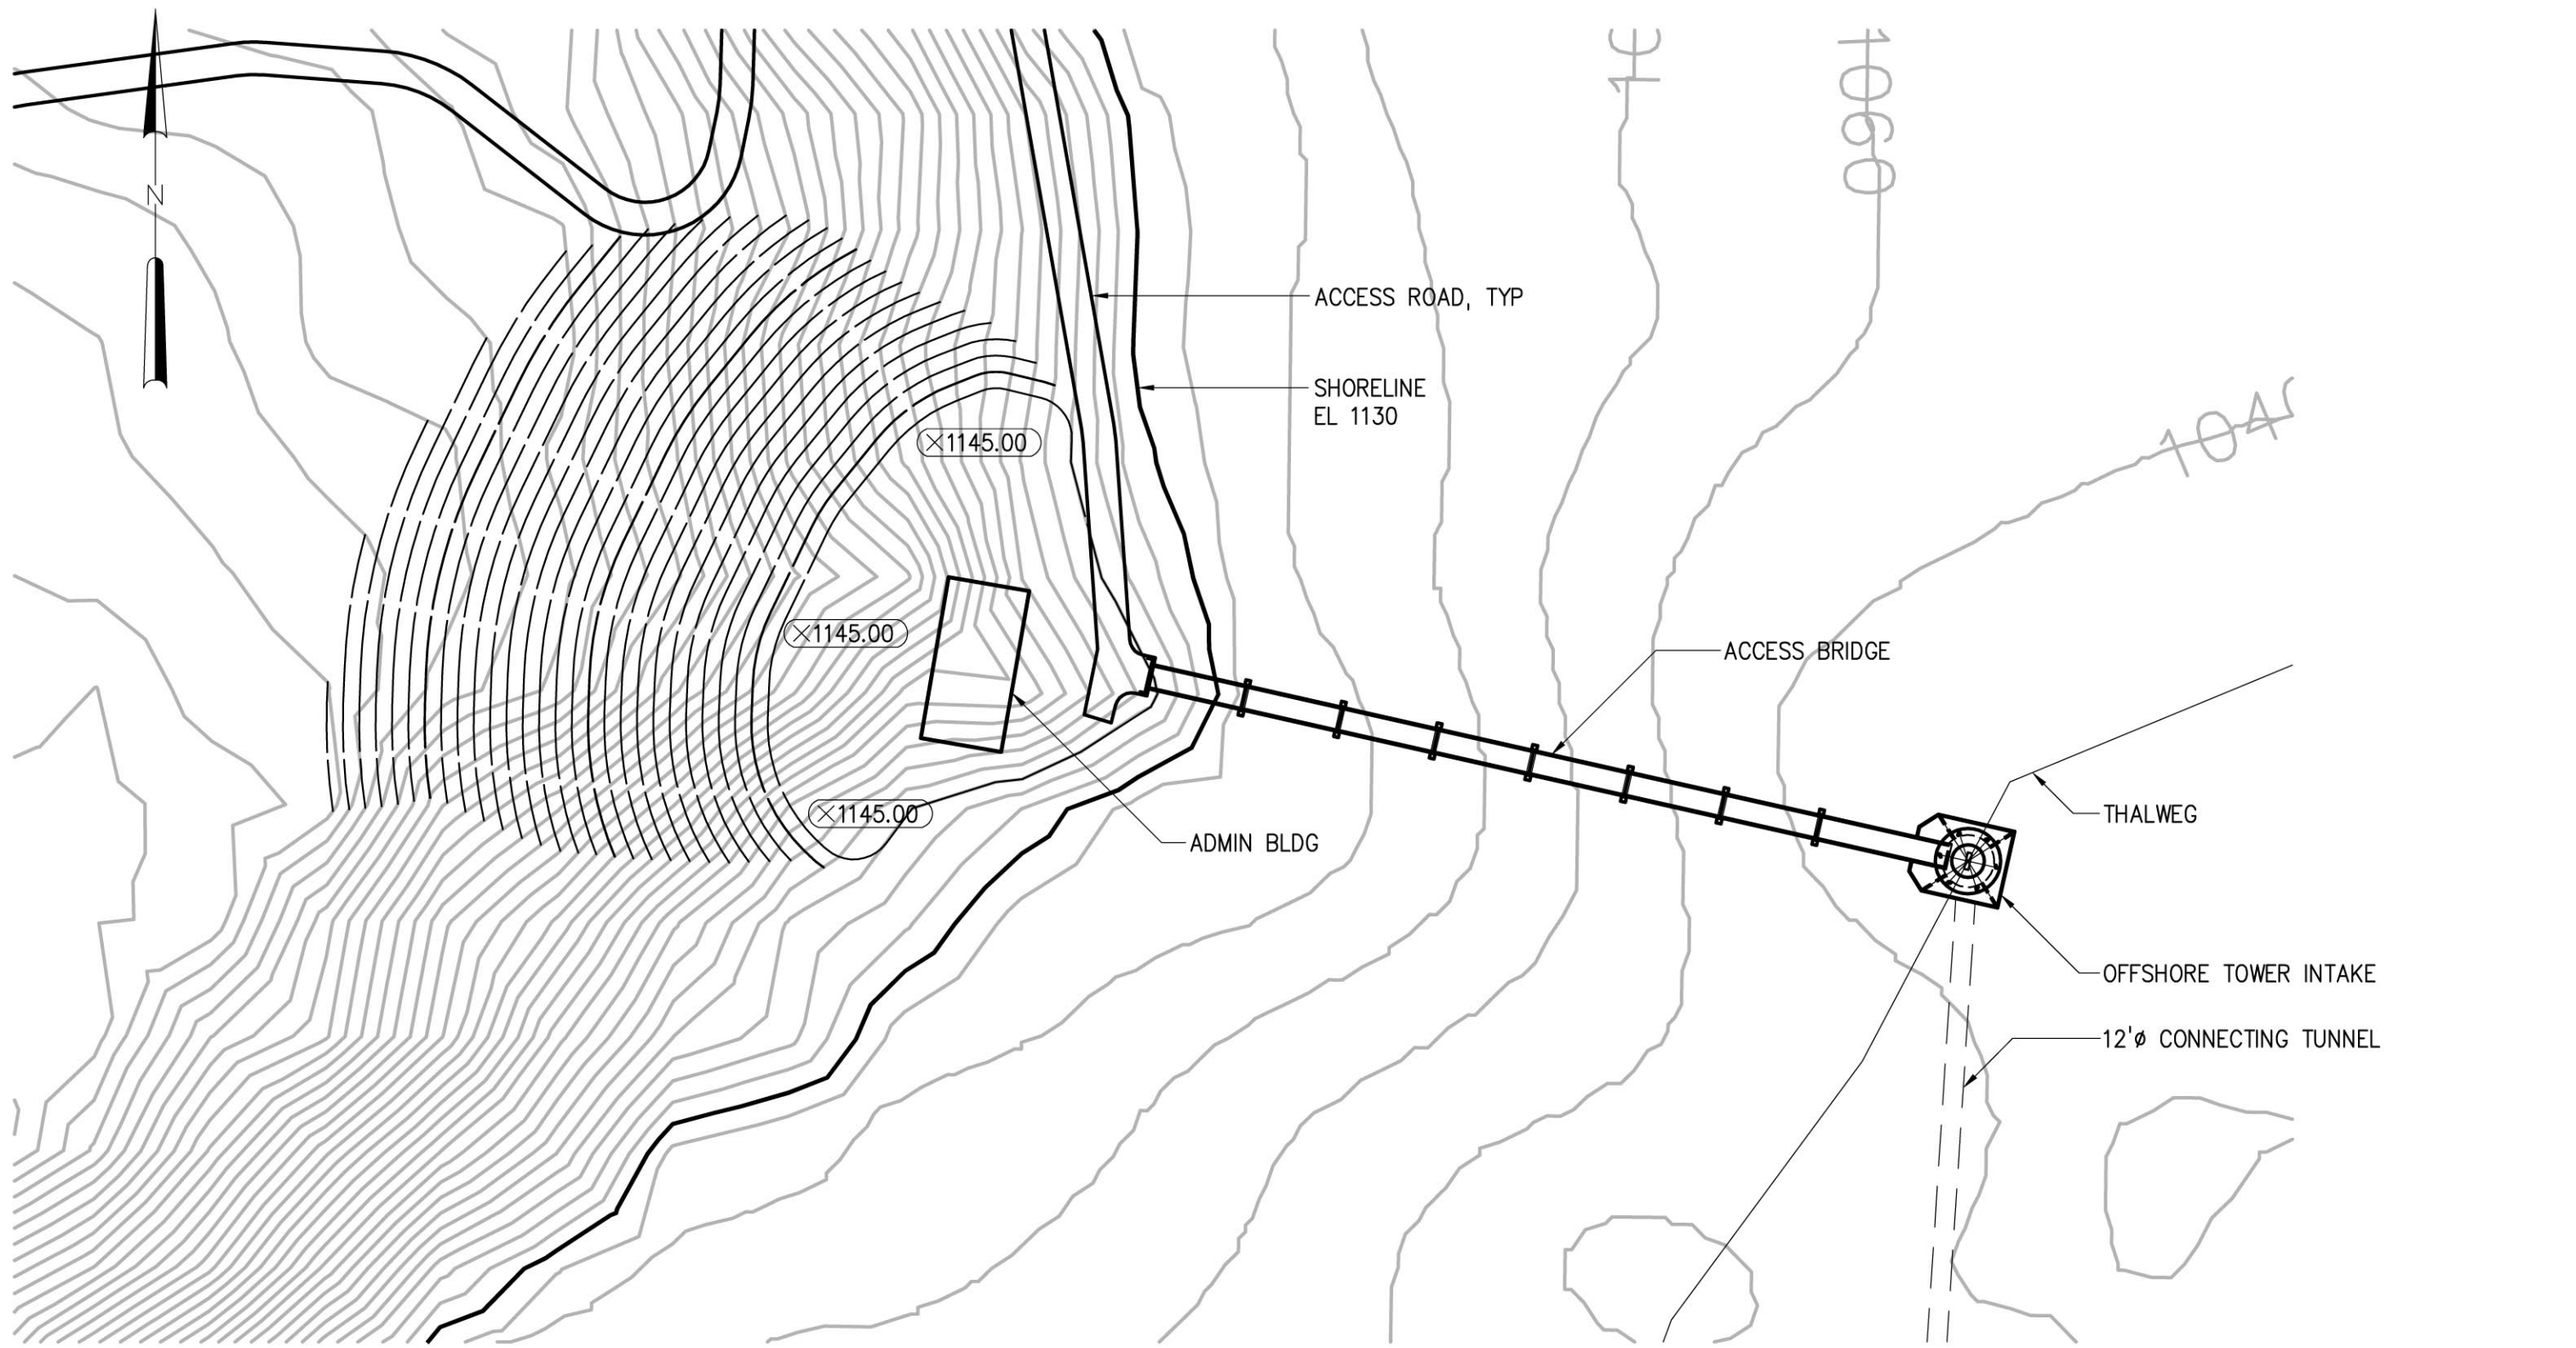 N
1060
ACCESS ROAD, TYP
SHORELINE
EL 1130
1145.00
1145.00
ACCESS BRIDGE
1145.00
ADMIN BLDG
THALWEG
OFFSHORE TOWER INTAKE
12'ø CONNECTING TUNNEL